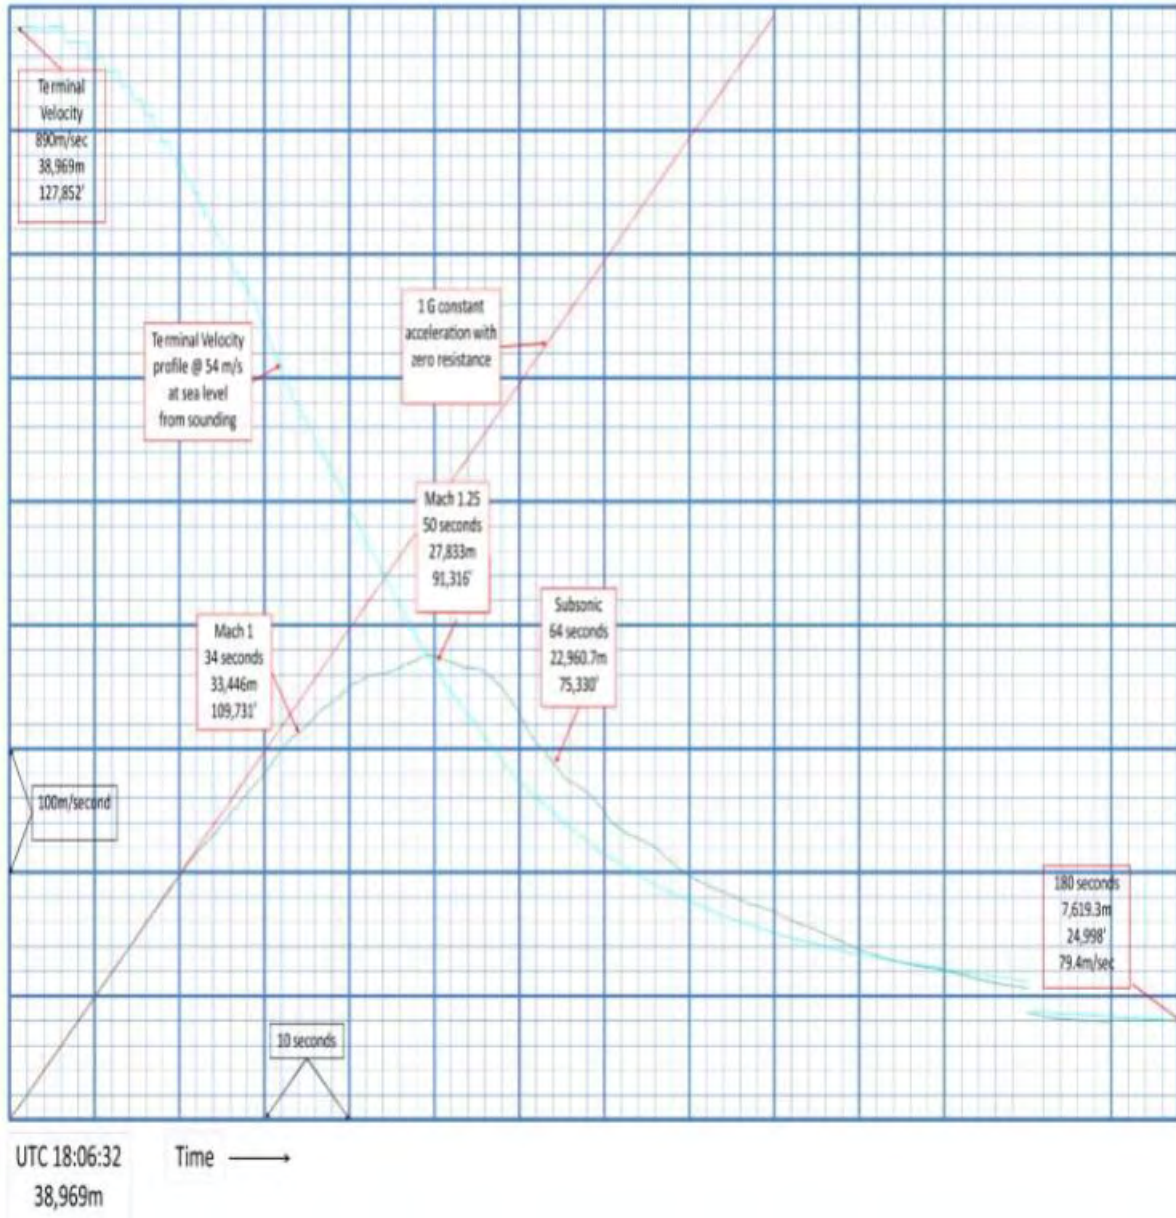 Terminal
Velocity
890m/sec
38,969m
127,852'
1 G constant
acceleration with
zero resistance
Terminal Velocity
profile @ 54 m/s
at sea level
from sounding
Mach 1.25
50 seconds
27,833m
91,316'
Subsonic
64 seconds
22,960.7m
75,330'
Mach 1
34 seconds
33,446m
109,731'
100m/second
180 seconds
7,619.3m
24,998'
79.4m/sec
10 seconds
UTC 18:06:32
38,969m
Time